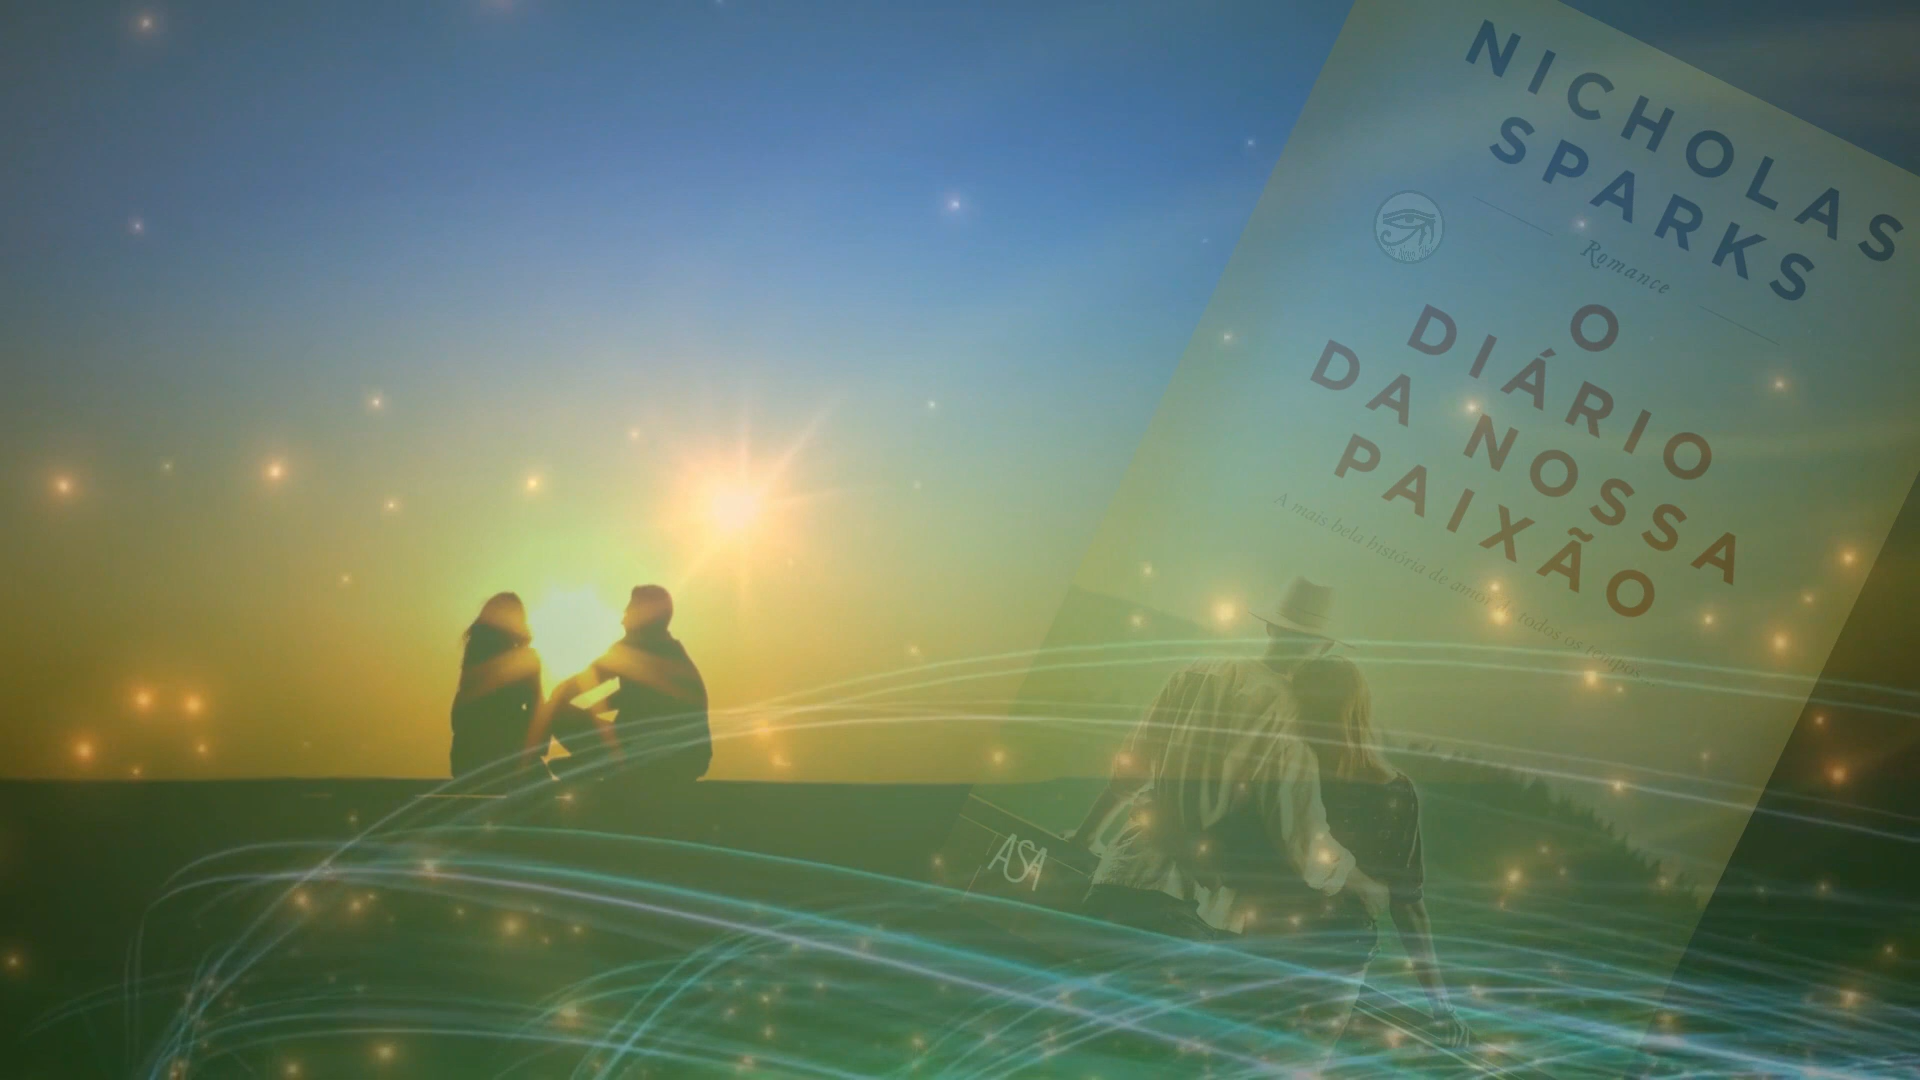 NICHOLAS
SPARKS
Romance
O
DIÁRIO
DA NOSSA
PAIXÃO
A mais bela história de amor de todos os tempos...
ASA